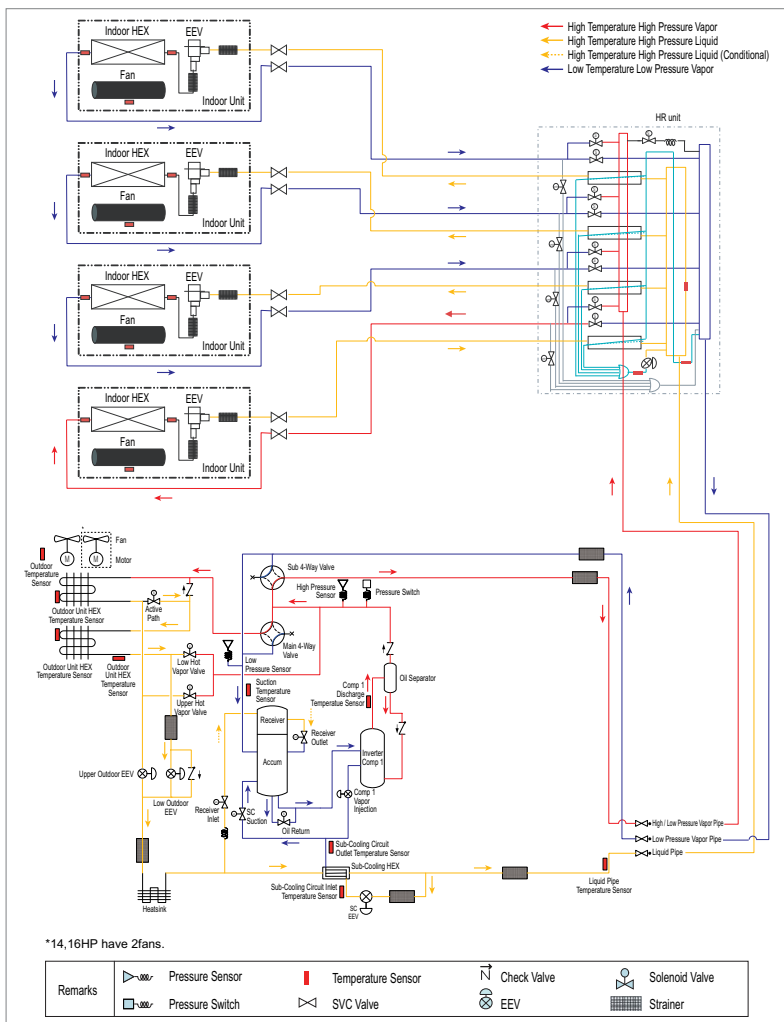 High Temperature High Pressure Vapor
High Temperature High Pressure Liquid
High Temperature High Pressure Liquid (Conditional)
Low Temperature Low Pressure Vapor
HR unit
Indoor HEX
EEV
Fan
Indoor Unit
Indoor HEX
EEV
Fan
Indoor Unit
Indoor HEX
EEV
Fan
Indoor Unit
Indoor HEX
EEV
Fan
Indoor Unit
Fan
M
M
Motor
Outdoor
Temperature
Sensor
Sub 4-Way Valve
High Pressure
Sensor
Pressure Switch
Outdoor Unit HEX
Temperature Sensor
Active
Path
Main 4-Way
Valve
Outdoor Unit HEX
Temperature Sensor
Outdoor
Unit HEX
Temperature
Sensor
Low Hot
Vapor Valve
Low
Pressure Sensor
Upper Hot
Vapor Valve
Suction
Temperature
Sensor
Comp 1
Discharge
Temperatue Sensor
Oil Separator
Receiver
Receiver
Outlet
Accum
Inverter
Comp 1
Upper Outdoor EEV
Low Outdoor
EEV
Receiver
Inlet
SC
Suction
Oil Return
Comp 1
Vapor
Injection
High / Low Pressure Vapor Pipe
Low Pressure Vapor Pipe
Liquid Pipe
Sub-Cooling Circuit
Outlet Temperature Sensor
Sub-Cooling HEX
Sub-Cooling Circuit Inlet
Temperature Sensor
SC
EEV
Liquid Pipe
Temperature Sensor
Heatsink
*14,16HP have 2fans.
Remarks
Pressure Sensor
Temperature Sensor
Check Valve
Solenoid Valve
Pressure Switch
SVC Valve
EEV
Strainer